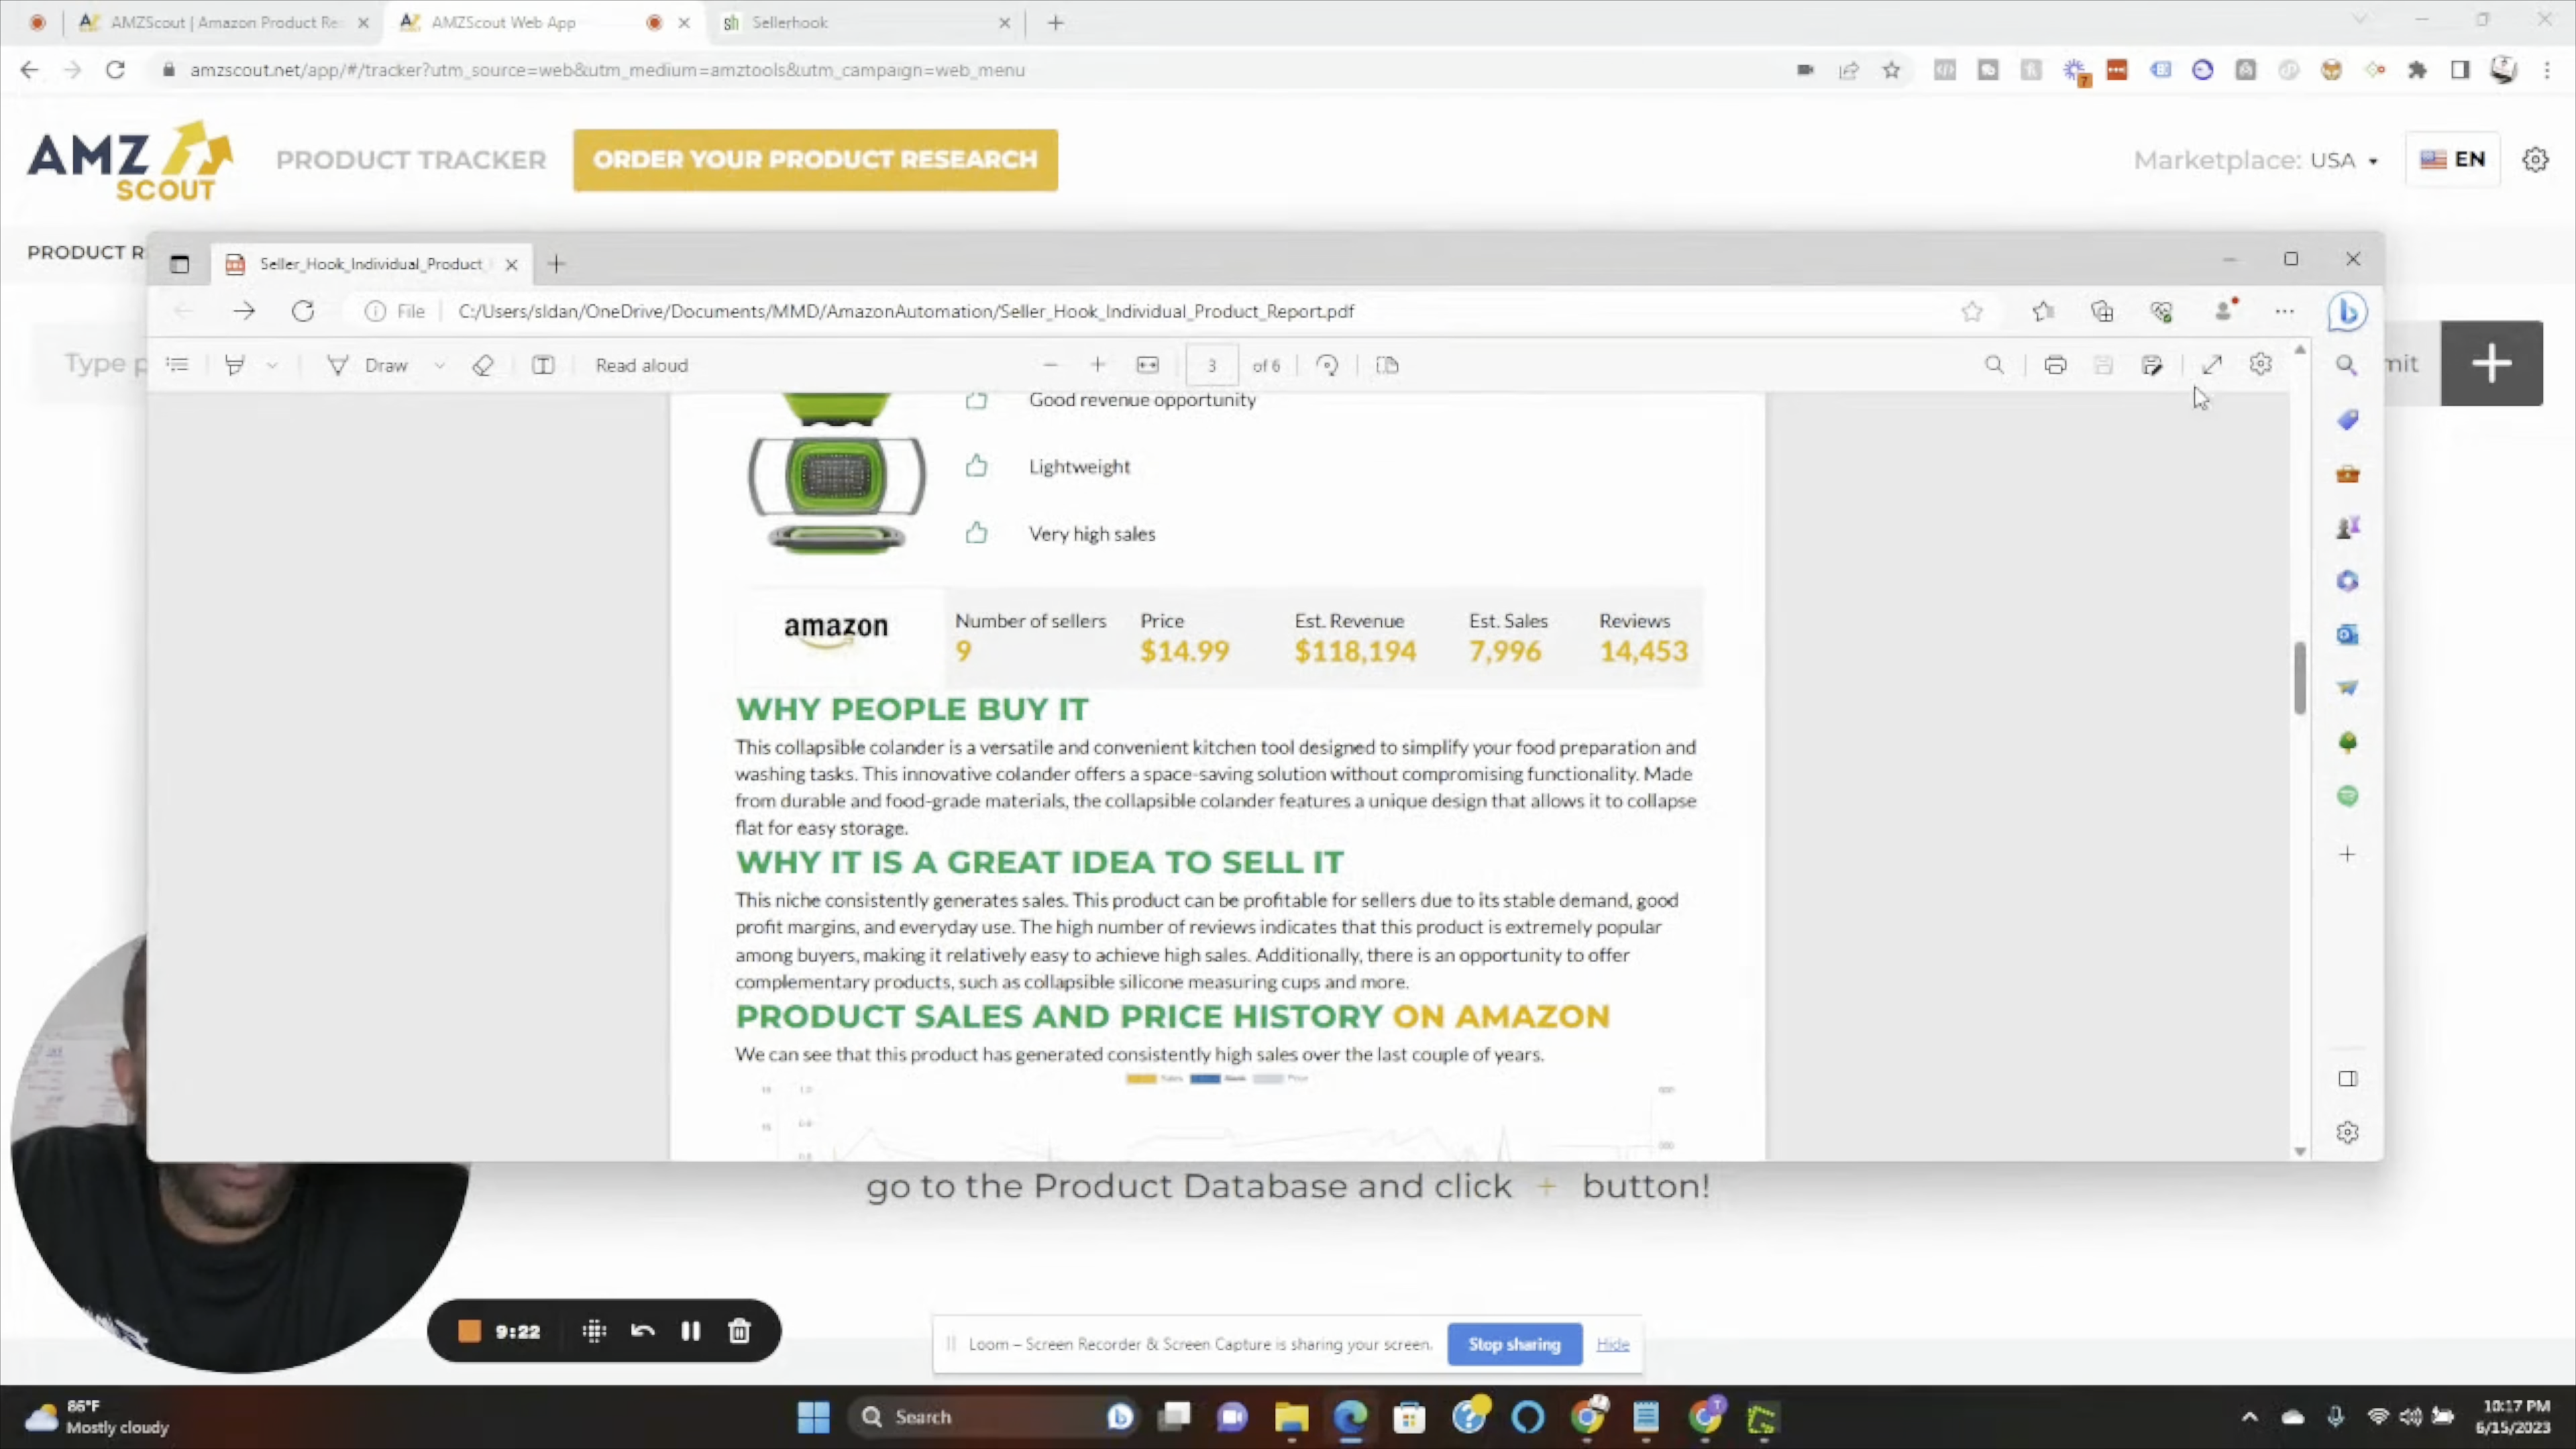 AMZScout | Amazon Product Re
AMZScout Web App
Sellerhook
amzscout.net/app/#/tracker?utm_source=web&utm_medium=amztools&utm_campaign=web_menu
7
AMZ
SCOUT
PRODUCT TRACKER
ORDER YOUR PRODUCT RESEARCH
Marketplace: USA
EN
PRODUCT R
Seller_Hook_Individual_Product
File
C:/Users/sldan/OneDrive/Documents/MMD/AmazonAutomation/Seller_Hook_Individual_Product_Report.pdf
Type p
Draw
Read aloud
3 of 6
mit
Good revenue opportunity
Lightweight
Very high sales
amazon
Number of sellers
9
Price
$14.99
Est. Revenue
$118,194
Est. Sales
7,996
Reviews
14,453
WHY PEOPLE BUY IT
This collapsible colander is a versatile and convenient kitchen tool designed to simplify your food preparation and
washing tasks. This innovative colander offers a space-saving solution without compromising functionality. Made
from durable and food-grade materials, the collapsible colander features a unique design that allows it to collapse
flat for easy storage.
WHY IT IS A GREAT IDEA TO SELL IT
This niche consistently generates sales. This product can be profitable for sellers due to its stable demand, good
profit margins, and everyday use. The high number of reviews indicates that this product is extremely popular
among buyers, making it relatively easy to achieve high sales. Additionally, there is an opportunity to offer
complementary products, such as collapsible silicone measuring cups and more.
PRODUCT SALES AND PRICE HISTORY ON AMAZON
We can see that this product has generated consistently high sales over the last couple of years.
Sales Rank Price
go to the Product Database and click + button!
9:22
Loom – Screen Recorder & Screen Capture is sharing your screen.
Stop sharing
Hide
86°F
Mostly cloudy
Search
10:17 PM
6/15/2023